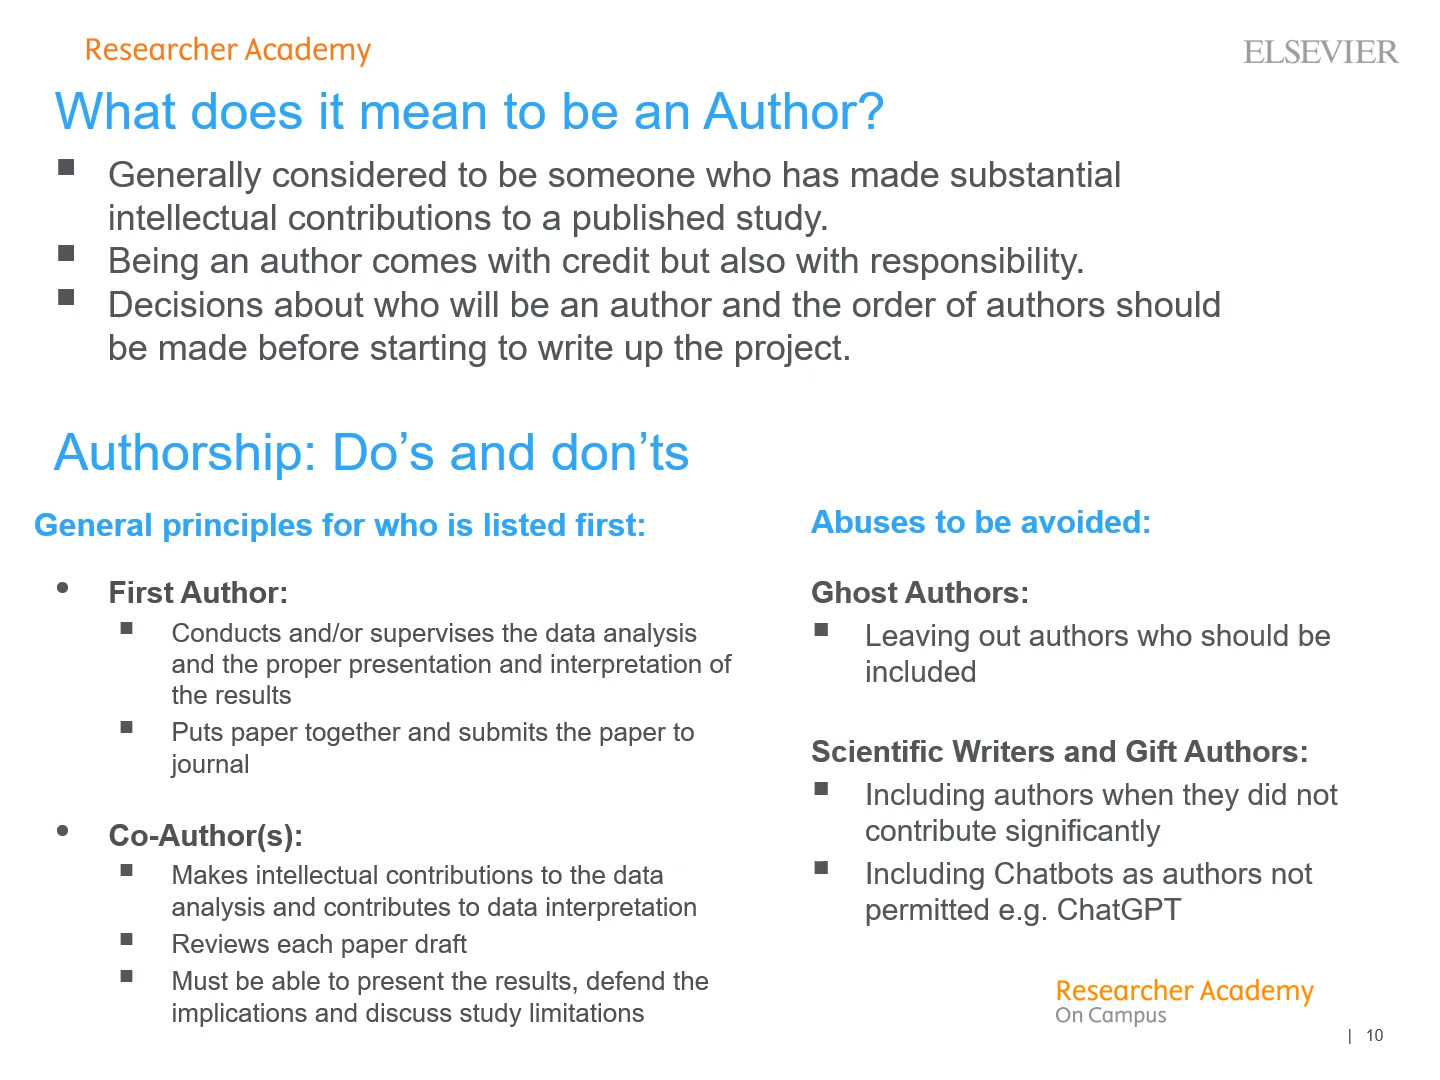 Researcher Academy
ELSEVIER
What does it mean to be an Author?
Generally considered to be someone who has made substantial
intellectual contributions to a published study.
Being an author comes with credit but also with responsibility.
Decisions about who will be an author and the order of authors should
be made before starting to write up the project.
Authorship: Do’s and don’ts
General principles for who is listed first:
First Author:
Conducts and/or supervises the data analysis
and the proper presentation and interpretation of
the results
Puts paper together and submits the paper to
journal
Co-Author(s):
Makes intellectual contributions to the data
analysis and contributes to data interpretation
Reviews each paper draft
Must be able to present the results, defend the
implications and discuss study limitations
Abuses to be avoided:
Ghost Authors:
Leaving out authors who should be
included
Scientific Writers and Gift Authors:
Including authors when they did not
contribute significantly
Including Chatbots as authors not
permitted e.g. ChatGPT
Researcher Academy
On Campus
| 10